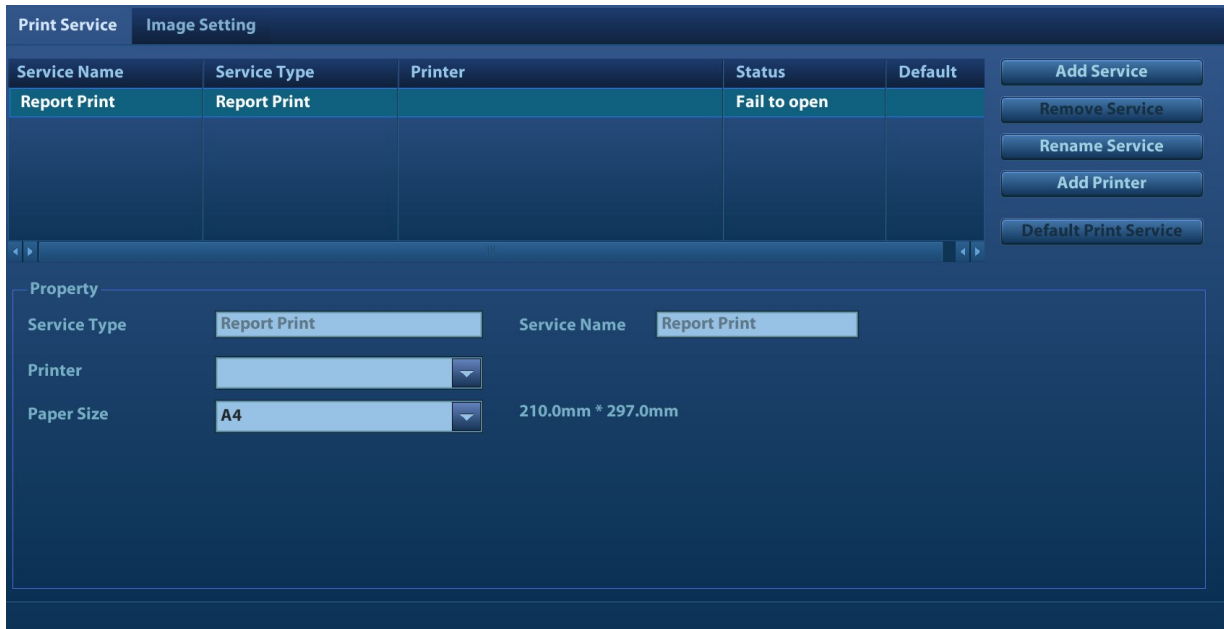 Print Service Image Setting
Service Name Service Type Printer Status Default
Report Print Report Print Fail to open
Add Service
Remove Service
Rename Service
Add Printer
Default Print Service
Property
Service Type Report Print Service Name Report Print
Printer
Paper Size A4 210.0mm * 297.0mm